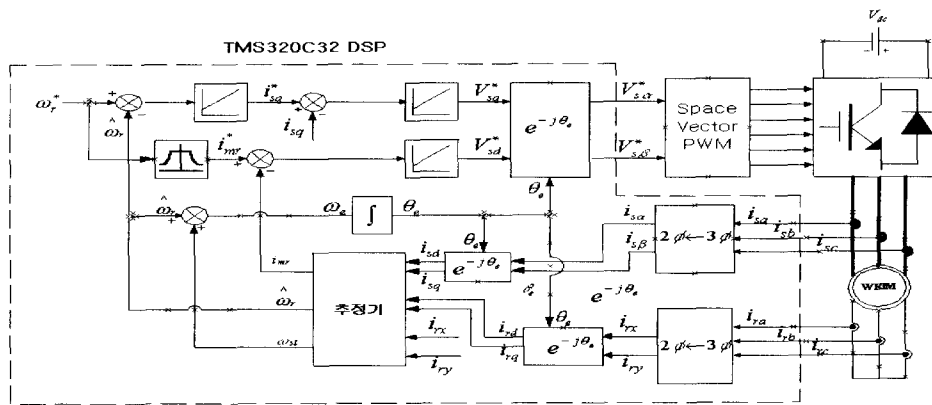 V_dc
TMS320C32 DSP
ω_r^*
+
-
i_sq^*
+
-
i_sq
V_sq^*
e^{-jθ_e}
V_sα^*
Space
Vector
PWM
ω̂_r
i_mr^*
+
-
V_sd^*
V_sβ^*
θ_e
ω̂_r
+
+
ω_e
∫
θ_e
θ_e
i_sα
i_sβ
2φ←3φ
i_sa
i_sb
i_sc
i_mr
i_sd
i_sq
e^{-jθ_e}
θ_e
e^{-jθ_e}
WRIM
ω̂_r
추정기
i_rd
i_rq
θ_e
e^{-jθ_e}
i_rx
i_ry
2φ←3φ
i_ra
i_rb
i_rc
ω_sl
i_rx
i_ry